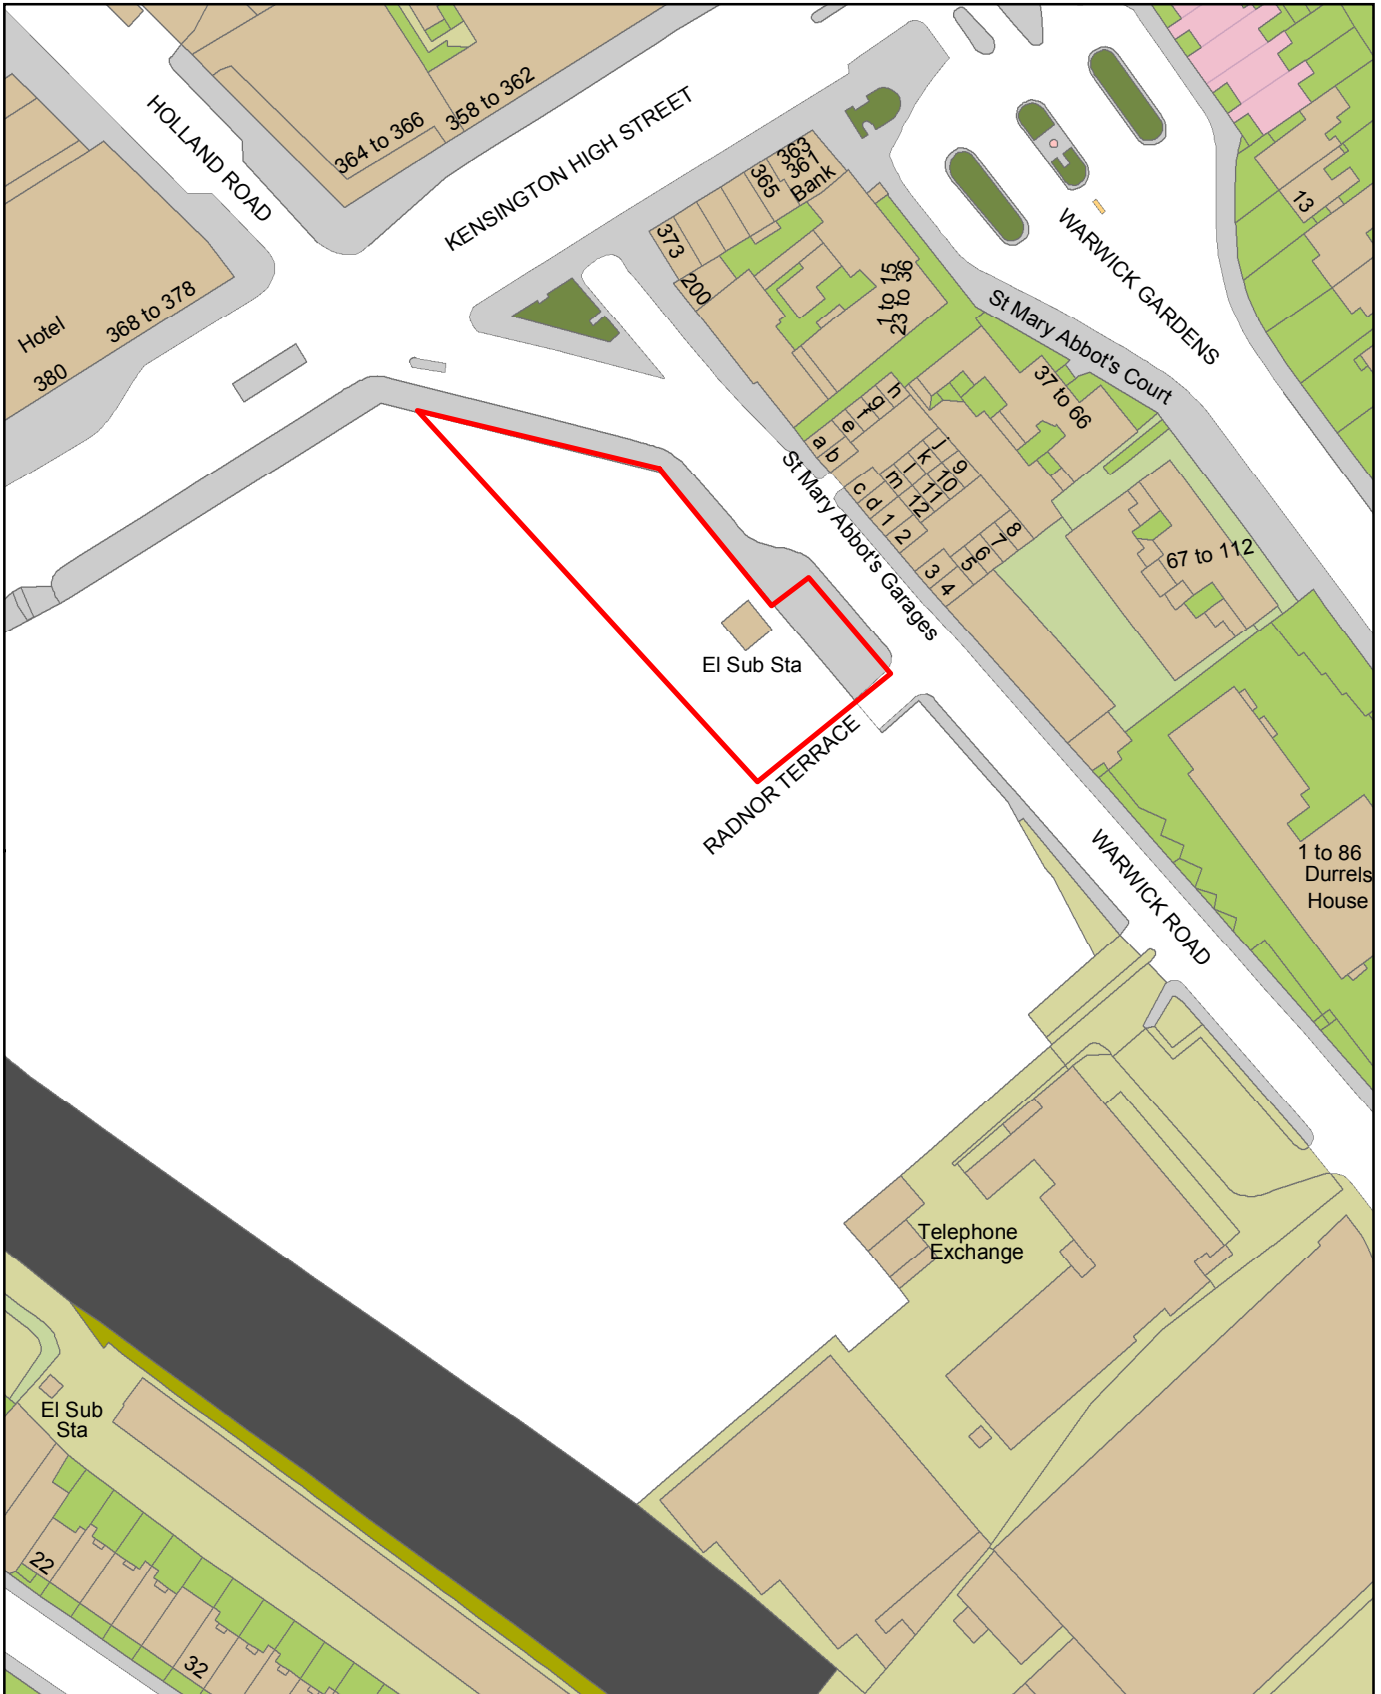 HOLLAND ROAD
364 to 366
358 to 362
KENSINGTON HIGH STREET
363
361
Bank
365
373
200
13
WARWICK GARDENS
1 to 15
23 to 36
St Mary Abbot's Court
37 to 66
Hotel
368 to 378
380
h
g
f
e
a
b
j
k
l
m
9
10
11
12
c
d
1
2
8
7
6
5
3
4
67 to 112
St Mary Abbot's Garages
El Sub Sta
RADNOR TERRACE
WARWICK ROAD
1 to 86
Durrels
House
Telephone
Exchange
El Sub
Sta
22
32